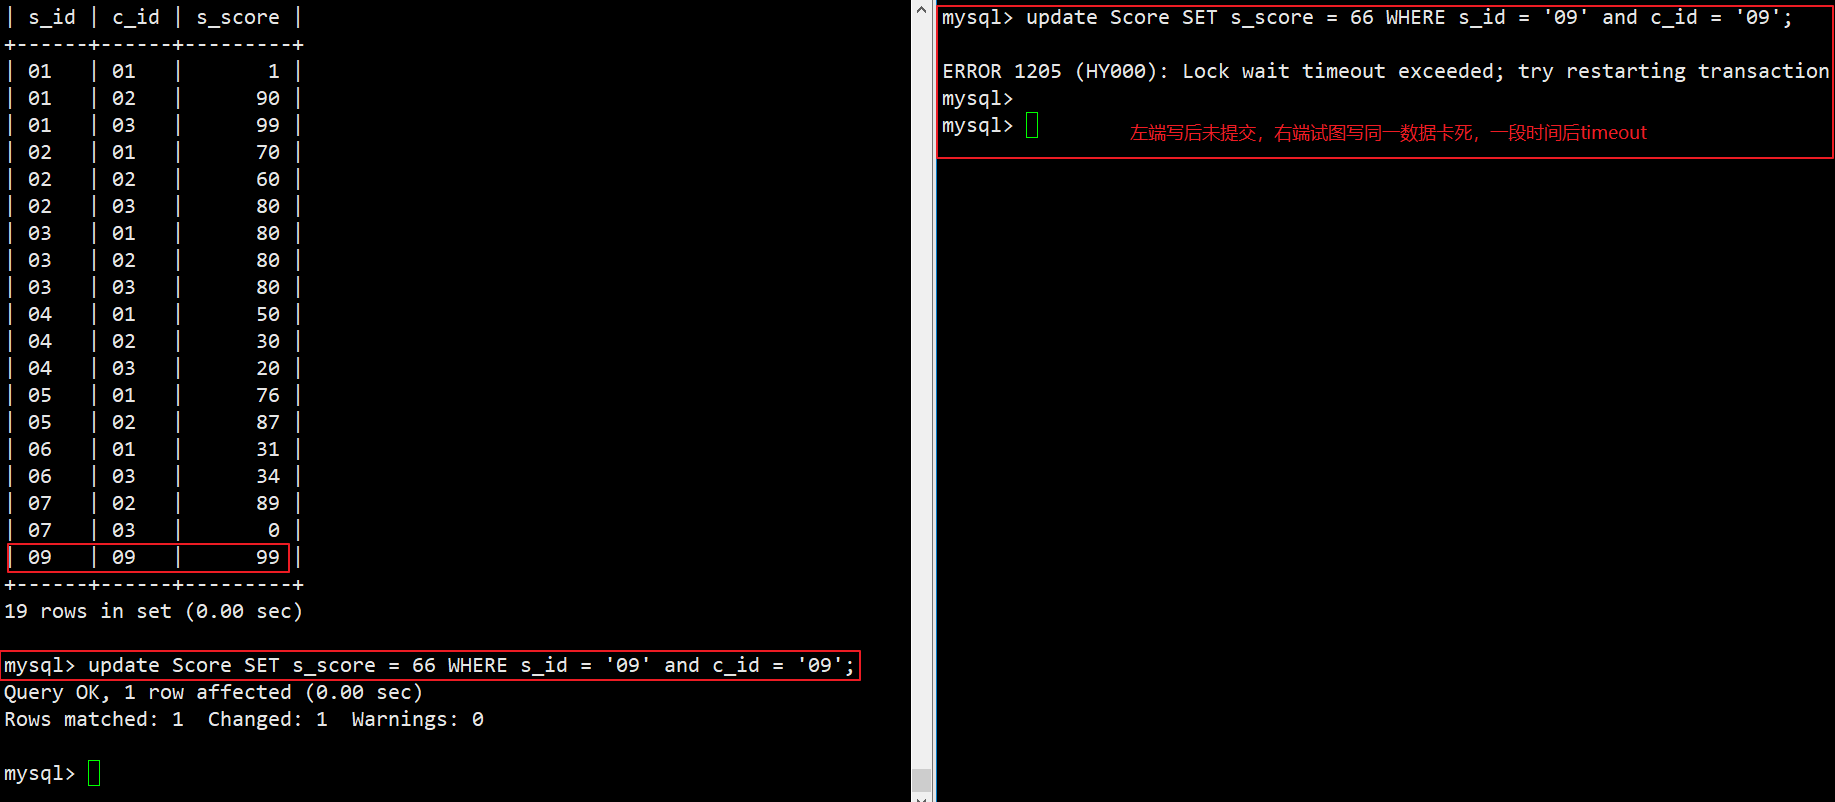 | s_id | c_id | s_score |
+------+------+---------+
| 01   | 01   |       1 |
| 01   | 02   |      90 |
| 01   | 03   |      99 |
| 02   | 01   |      70 |
| 02   | 02   |      60 |
| 02   | 03   |      80 |
| 03   | 01   |      80 |
| 03   | 02   |      80 |
| 03   | 03   |      80 |
| 04   | 01   |      50 |
| 04   | 02   |      30 |
| 04   | 03   |      20 |
| 05   | 01   |      76 |
| 05   | 02   |      87 |
| 06   | 01   |      31 |
| 06   | 03   |      34 |
| 07   | 02   |      89 |
| 07   | 03   |       0 |
| 09   | 09   |      99 |
+------+------+---------+
19 rows in set (0.00 sec)
mysql> update Score SET s_score = 66 WHERE s_id = '09' and c_id = '09';
Query OK, 1 row affected (0.00 sec)
Rows matched: 1  Changed: 1  Warnings: 0
mysql>
mysql> update Score SET s_score = 66 WHERE s_id = '09' and c_id = '09';
ERROR 1205 (HY000): Lock wait timeout exceeded; try restarting transaction
mysql>
mysql>
左端写后未提交，右端试图写同一数据卡死，一段时间后timeout